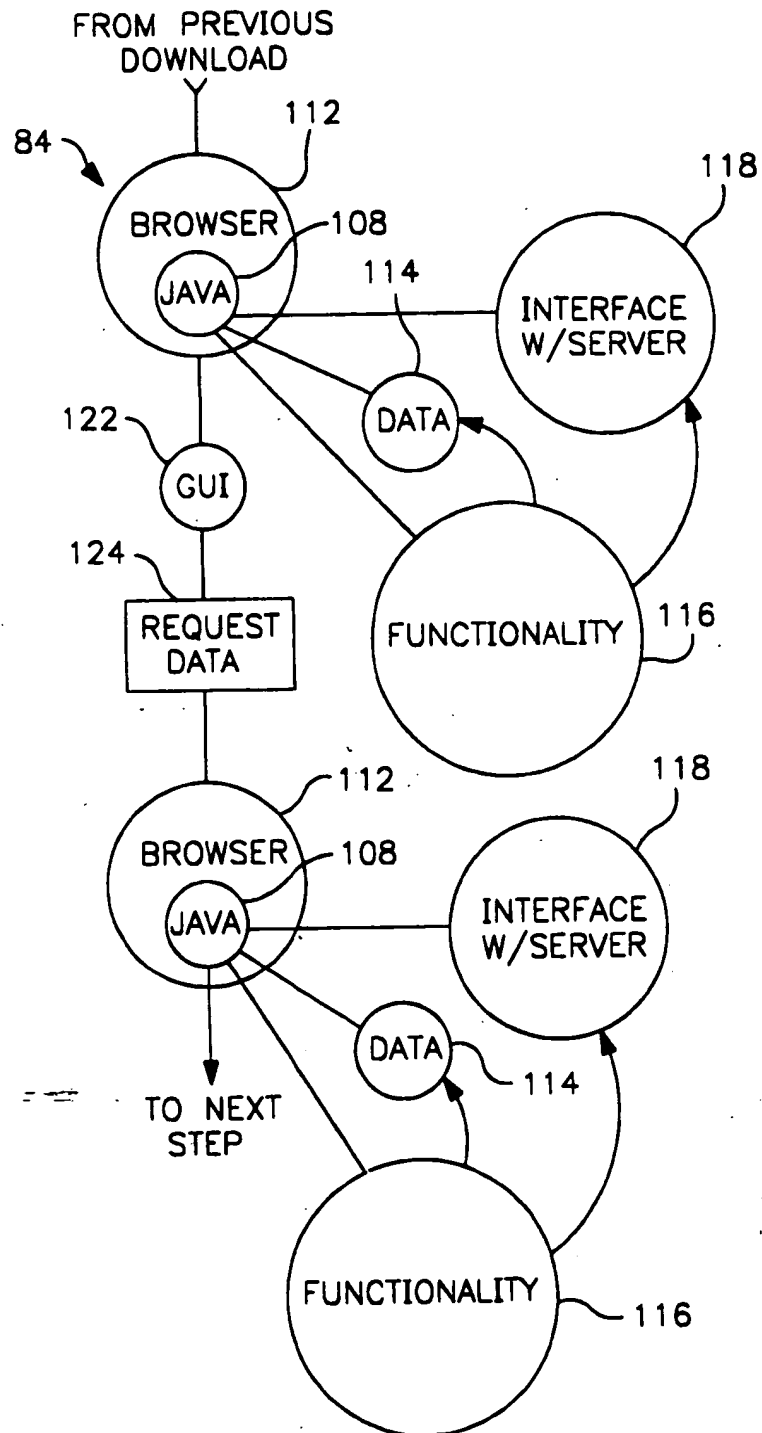 FROM PREVIOUS
DOWNLOAD
112
84
118
BROWSER
108
JAVA
114
INTERFACE
W/SERVER
DATA
122
GUI
124
REQUEST
DATA
FUNCTIONALITY
116
112
118
BROWSER
108
JAVA
INTERFACE
W/SERVER
DATA
114
TO NEXT
STEP
FUNCTIONALITY
116